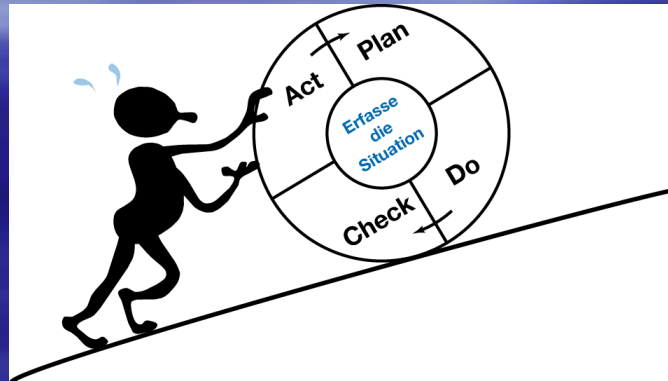 Plan
Act
Erfasse
die
Situation
Do
Check